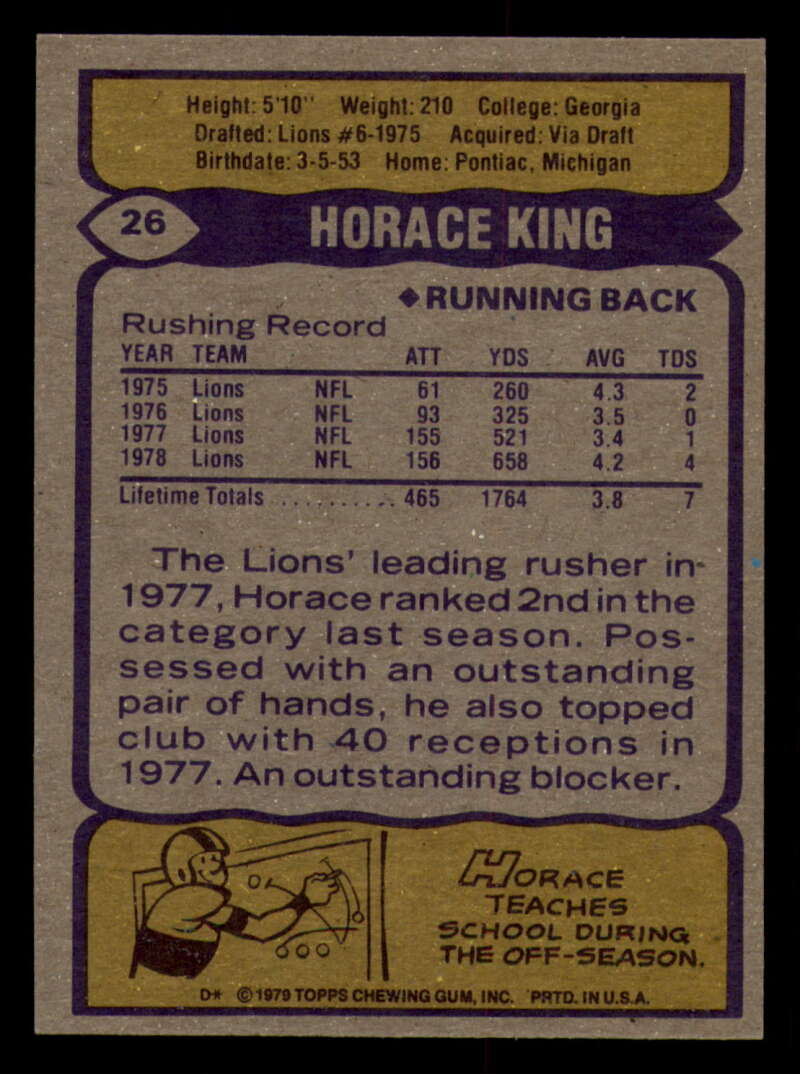 Height: 5'10" Weight: 210 College: Georgia
Drafted: Lions #6-1975 Acquired: Via Draft
Birthdate: 3-5-53 Home: Pontiac, Michigan
26 HORACE KING
◆RUNNING BACK
Rushing Record
YEAR TEAM ATT YDS AVG TDS
1975 Lions NFL 61 260 4.3 2
1976 Lions NFL 93 325 3.5 0
1977 Lions NFL 155 521 3.4 1
1978 Lions NFL 156 658 4.2 4
Lifetime Totals .......... 465 1764 3.8 7
The Lions' leading rusher in
1977, Horace ranked 2nd in the
category last season. Pos-
sessed with an outstanding
pair of hands, he also topped
club with 40 receptions in
1977. An outstanding blocker.
HORACE
TEACHES
SCHOOL DURING
THE OFF-SEASON.
D* © 1979 TOPPS CHEWING GUM, INC. PRTD. IN U.S.A.